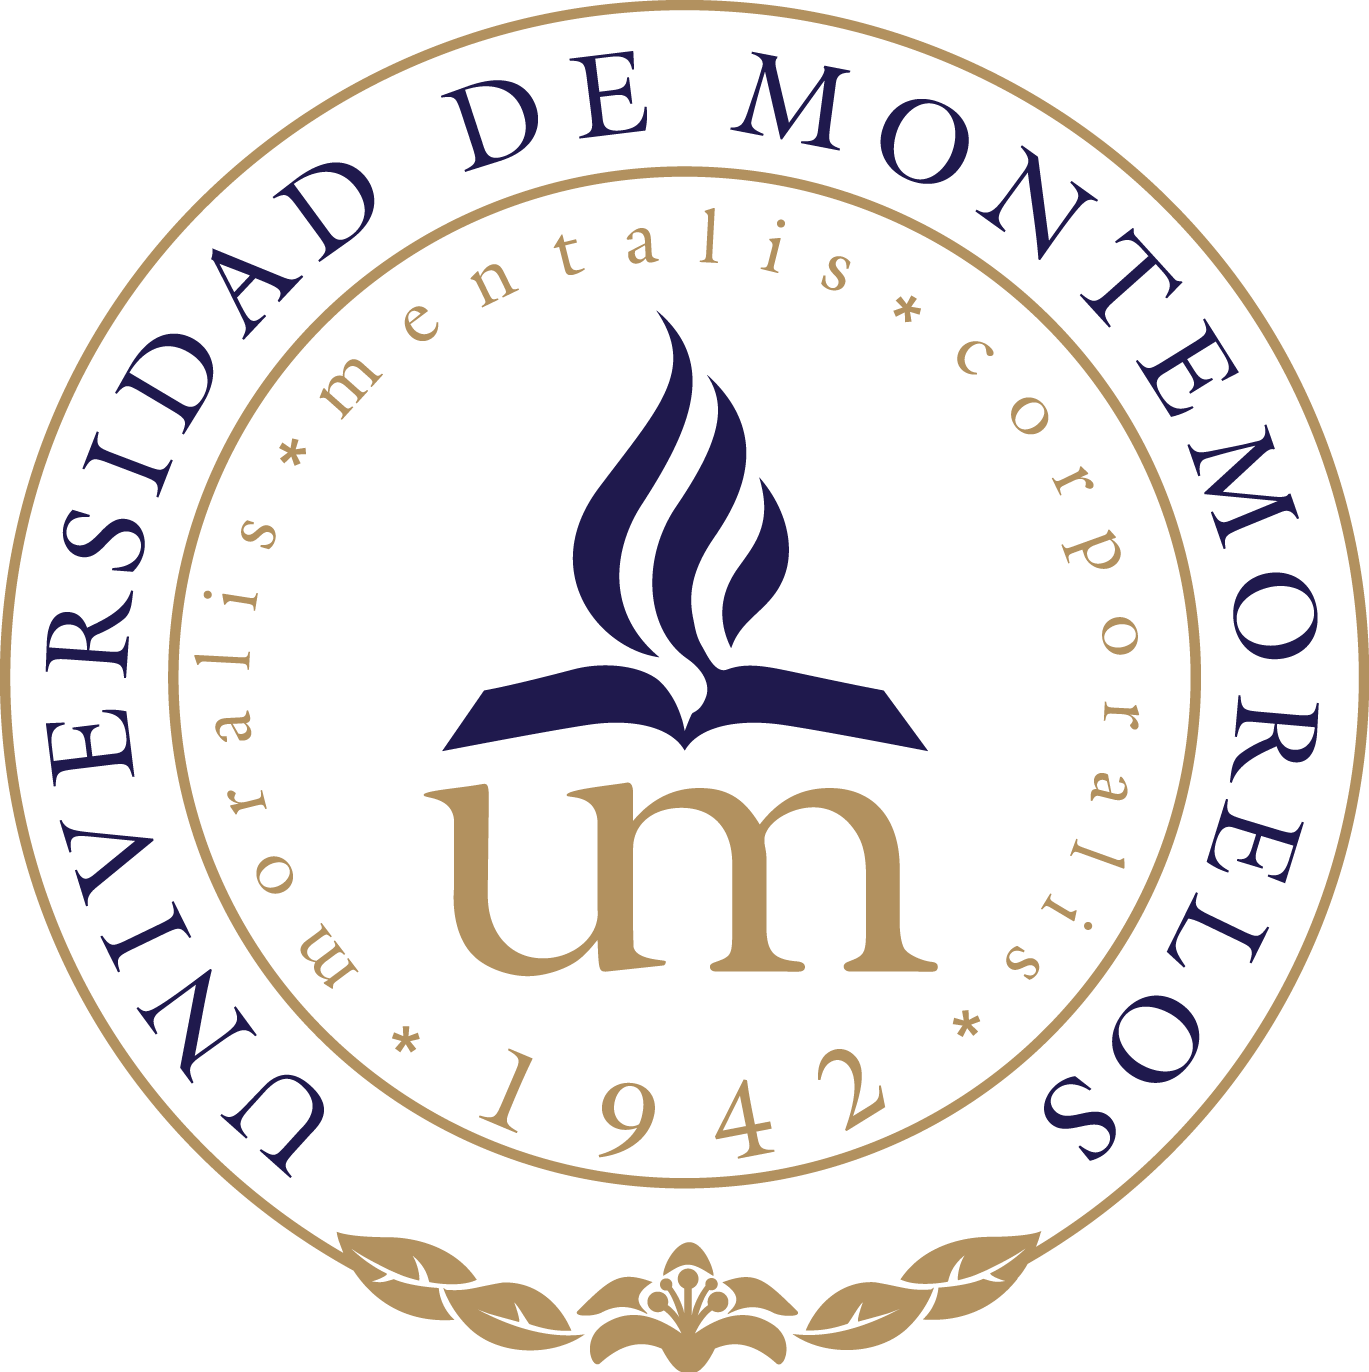 UNIVERSIDAD DE MONTEMORELOS
moralis * mentalis * corporalis
* 1942 *
um